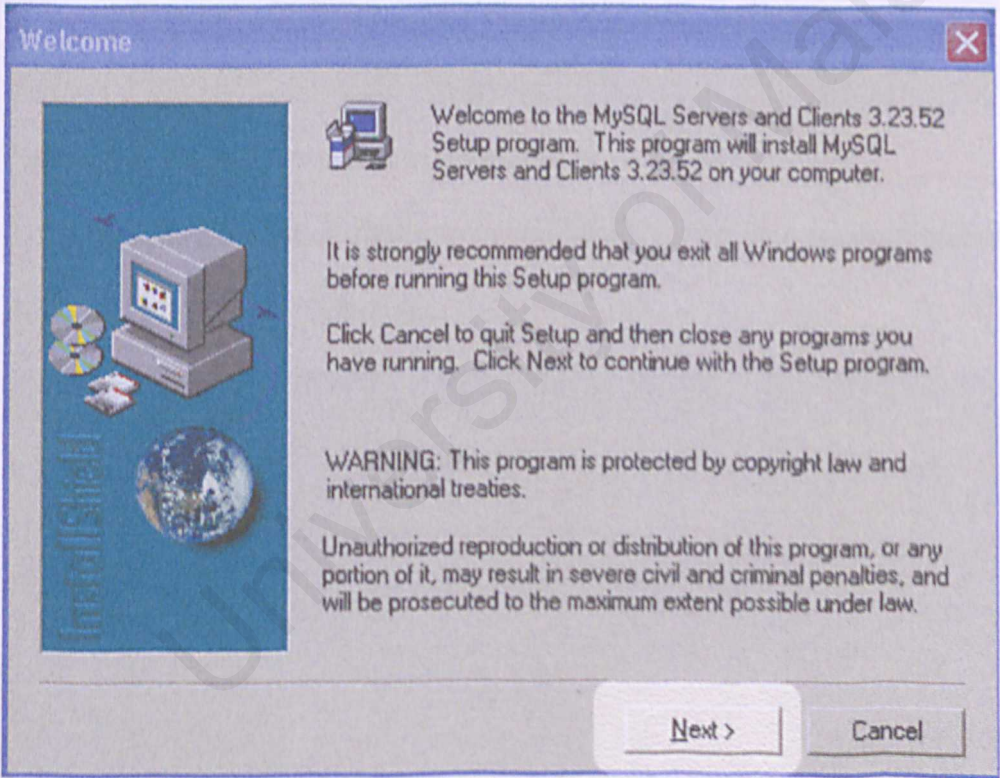 Welcome
Welcome to the MySQL Servers and Clients 3.23.52
Setup program. This program will install MySQL
Servers and Clients 3.23.52 on your computer.
It is strongly recommended that you exit all Windows programs
before running this Setup program.
Click Cancel to quit Setup and then close any programs you
have running. Click Next to continue with the Setup program.
WARNING: This program is protected by copyright law and
international treaties.
Unauthorized reproduction or distribution of this program, or any
portion of it, may result in severe civil and criminal penalties, and
will be prosecuted to the maximum extent possible under law.
InstallShield
Next >
Cancel
University of Mala